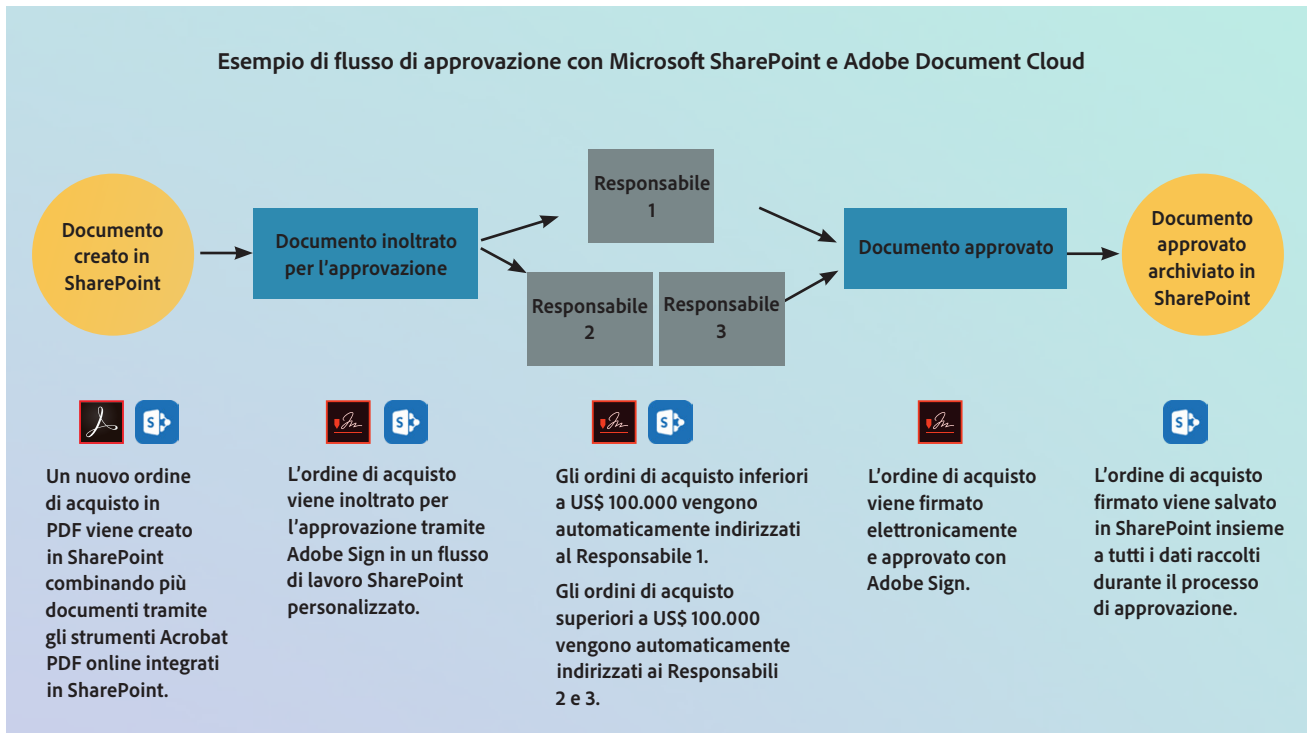 Esempio di flusso di approvazione con Microsoft SharePoint e Adobe Document Cloud
Documento
creato in
SharePoint
Documento inoltrato
per l'approvazione
Responsabile
1
Responsabile
2
Responsabile
3
Documento approvato
Documento
approvato
archiviato in
SharePoint
Un nuovo ordine
di acquisto in
PDF viene creato
in SharePoint
combinando più
documenti tramite
gli strumenti Acrobat
PDF online integrati
in SharePoint.
L'ordine di acquisto
viene inoltrato per
l'approvazione tramite
Adobe Sign in un flusso
di lavoro SharePoint
personalizzato.
Gli ordini di acquisto inferiori
a US$ 100.000 vengono
automaticamente indirizzati
al Responsabile 1.
Gli ordini di acquisto
superiori a US$ 100.000
vengono automaticamente
indirizzati ai Responsabili
2 e 3.
L'ordine di acquisto
viene firmato
elettronicamente
e approvato con
Adobe Sign.
L'ordine di acquisto
firmato viene salvato
in SharePoint insieme
a tutti i dati raccolti
durante il processo
di approvazione.